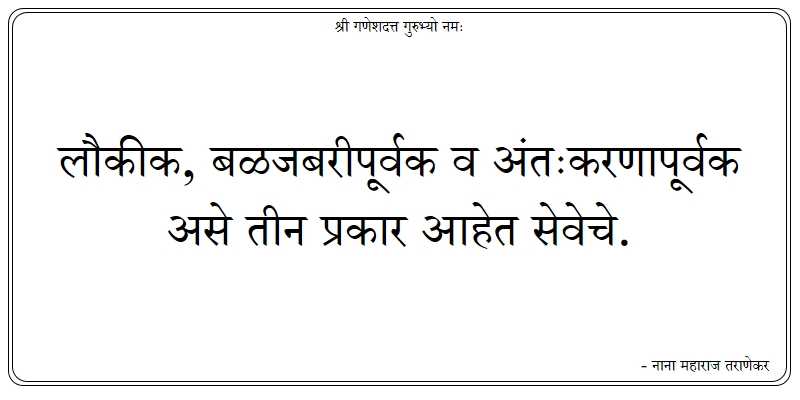 श्री गणेशदत्त गुरुभ्यो नमः
लौकीक, बळजबरीपूर्वक व अंतःकरणापूर्वक
असे तीन प्रकार आहेत सेवेचे.
- नाना महाराज तराणेकर